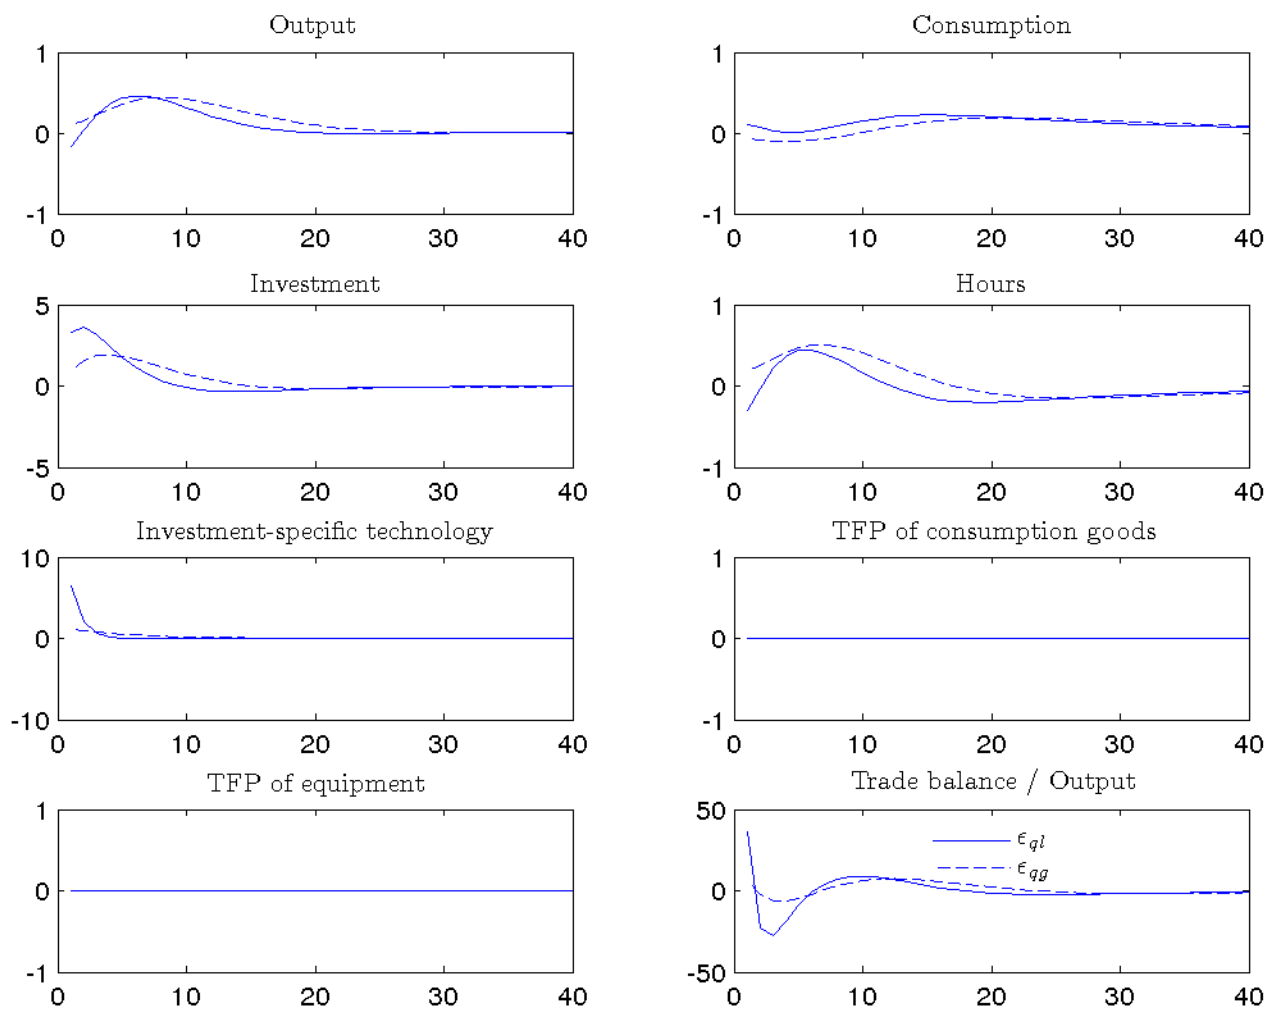 Output
1
0
-1
0 10 20 30 40
Consumption
1
0
-1
0 10 20 30 40
Investment
5
0
-5
0 10 20 30 40
Hours
1
0
-1
0 10 20 30 40
Investment-specific technology
10
0
-10
0 10 20 30 40
TFP of consumption goods
1
0
-1
0 10 20 30 40
TFP of equipment
1
0
-1
0 10 20 30 40
Trade balance / Output
50
0
-50
0 10 20 30 40
ϵql
ϵqg